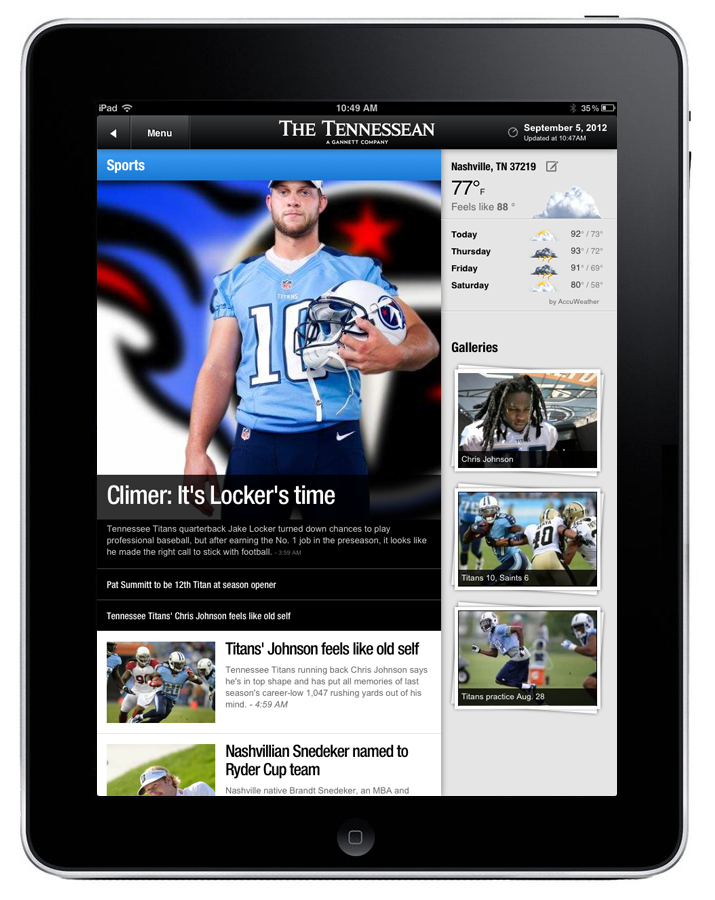 iPad
10:49 AM
35%
Menu
THE TENNESSEAN
A GANNETT COMPANY
September 5, 2012
Updated at 10:47AM
Sports
TITANS
10
Climer: It's Locker's time
Tennessee Titans quarterback Jake Locker turned down chances to play
professional baseball, but after earning the No. 1 job in the preseason, it looks like
he made the right call to stick with football. - 3:59 AM
Pat Summitt to be 12th Titan at season opener
Tennessee Titans' Chris Johnson feels like old self
Titans' Johnson feels like old self
Tennessee Titans running back Chris Johnson says
he's in top shape and has put all memories of last
season's career-low 1,047 rushing yards out of his
mind. - 4:59 AM
Nashvillian Snedeker named to
Ryder Cup team
Nashville native Brandt Snedeker, an MBA and
Nashville, TN 37219
77°F
Feels like 88 °
Today 92° / 73°
Thursday 93° / 72°
Friday 91° / 69°
Saturday 80° / 58°
by AccuWeather
Galleries
Chris Johnson
40
Titans 10, Saints 6
Titans practice Aug. 28